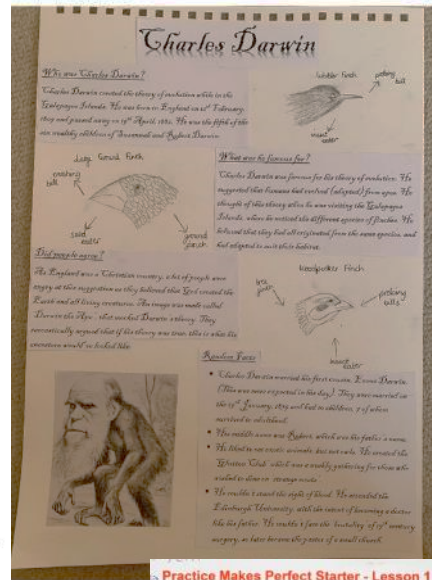 Charles Darwin
Who was Charles Darwin?
Charles Darwin created the theory of evolution while in the
Galapagos Islands. He was born in England on 12th February,
1809 and passed away on 19th April, 1882. He was the fifth of the
six wealthy children of Susannah and Robert Darwin.
Warbler Finch
probing
bill
insect
eater
Large Ground Finch
crushing
bill
seed
eater
ground
finch
What was he famous for?
Charles Darwin was famous for his theory of evolution. He
suggested that humans had evolved (adapted) from apes. He
thought of this theory when he was visiting the Galapagos
Islands, where he noticed the different species of finches. He
believed that they had all originated from the same species, and
had adapted to suit their habitat.
Did people agree?
As England was a Christian country, a lot of people were
angry at this suggestion as they believed that God created the
Earth and all living creatures. An image was made called
'Darwin the Ape', that mocked Darwin's theory. They
sarcastically argued that if his theory was true, this is what his
ancestors would've looked like.
Woodpecker Finch
tree
finch
probing
bills
insect
eater
Random Facts
Charles Darwin married his first cousin, Emma Darwin.
(This was never expected in the day). They were married on
the 29th January, 1839 and had 10 children, 7 of whom
survived to adulthood.
His middle name was Robert, which was his father's name.
He liked to eat exotic animals, but not owls. He created the
'Glutton Club' which was a weekly gathering for those who
wished to dine on 'strange meats'.
He couldn't stand the sight of blood. He attended the
Edinburgh University, with the intent of becoming a doctor
like his father. He couldn't face the 'brutality' of 19th century
surgery, so later became the pastor of a small church.
Practice Makes Perfect Starter - Lesson 1